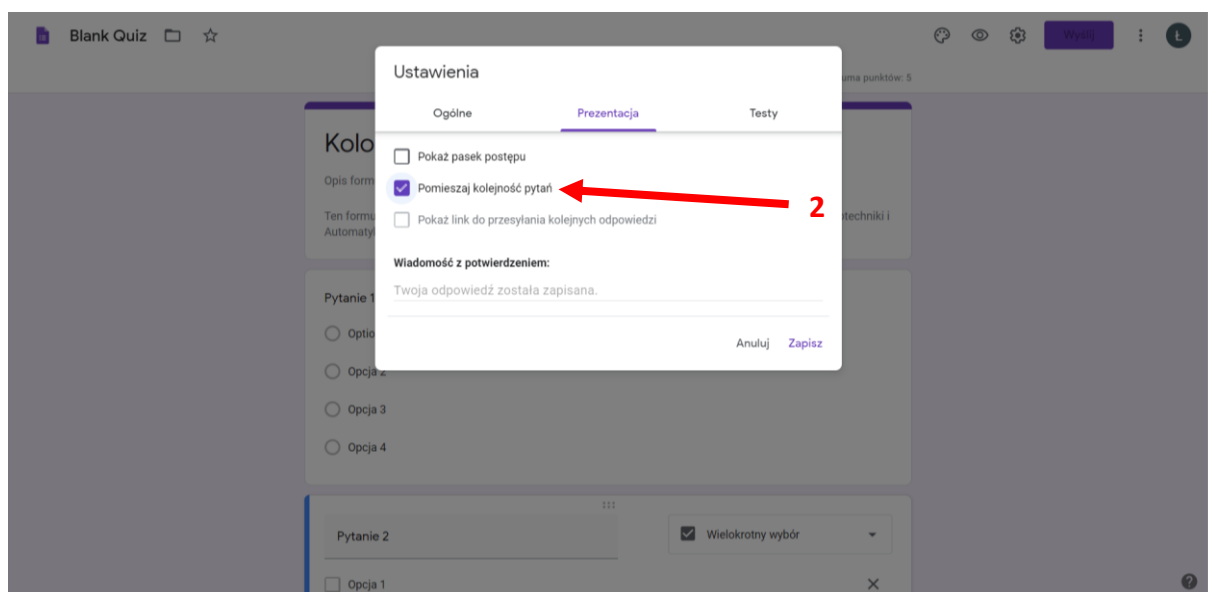 Blank Quiz
Wyślij
Ł
uma punktów: 5
Ustawienia
Ogólne Prezentacja Testy
Kolo
Pokaż pasek postępu
Opis form
Pomieszaj kolejność pytań
2
Ten formu
techniki i
Pokaż link do przesyłania kolejnych odpowiedzi
Automaty
Wiadomość z potwierdzeniem:
Twoja odpowiedź została zapisana.
Pytanie 1
Optio
Anuluj Zapisz
Opcja 2
Opcja 3
Opcja 4
Pytanie 2
Wielokrotny wybór
Opcja 1